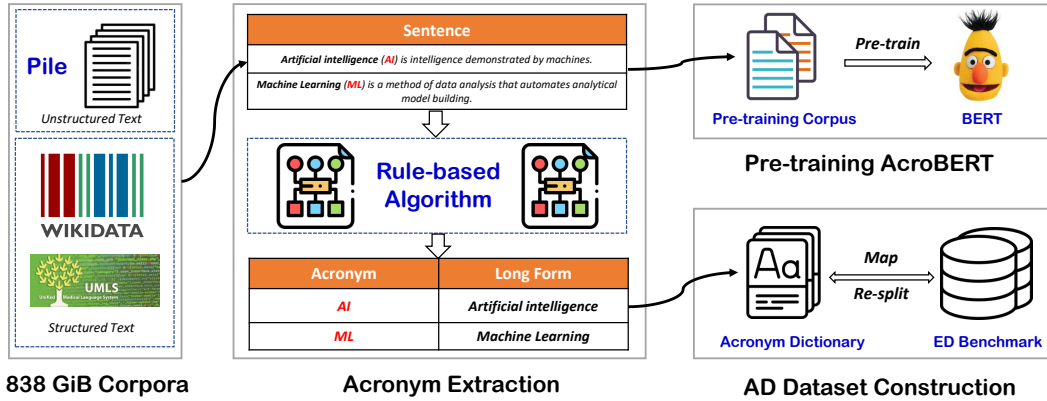 Pile
Unstructured Text
WIKIDATA
UMLS
Unified Medical Language System
Structured Text
838 GiB Corpora
Sentence
Artificial intelligence (AI) is intelligence demonstrated by machines.
Machine Learning (ML) is a method of data analysis that automates analytical
model building.
Rule-based
Algorithm
Acronym Long Form
AI Artificial intelligence
ML Machine Learning
Acronym Extraction
Pre-train
Pre-training Corpus BERT
Pre-training AcroBERT
Aa
Map
Re-split
Acronym Dictionary ED Benchmark
AD Dataset Construction